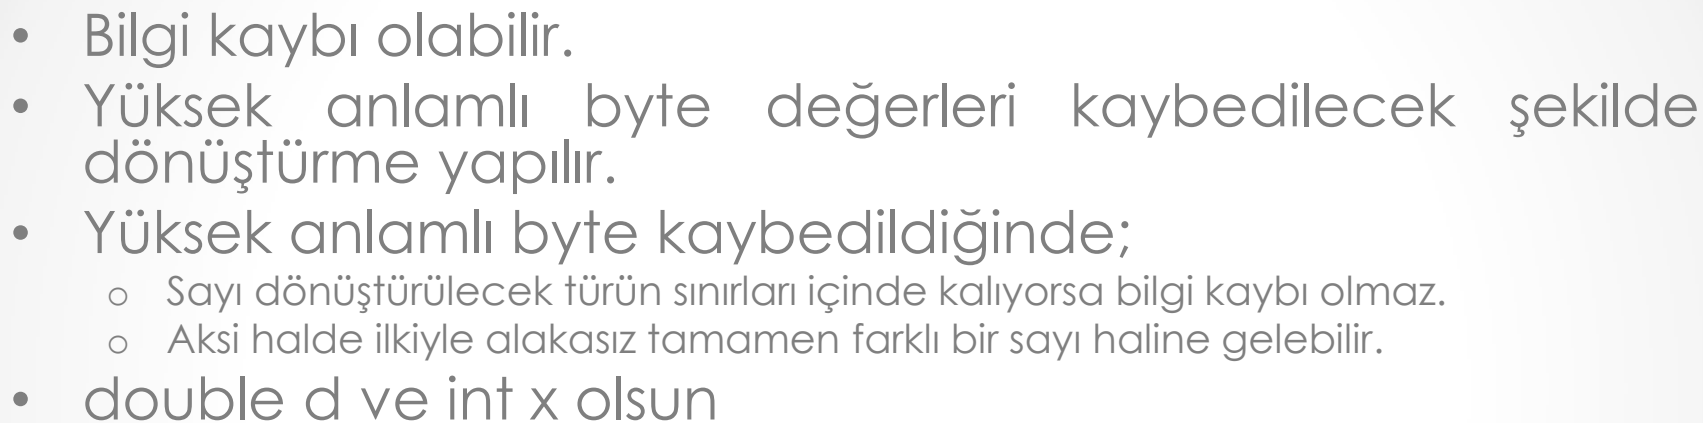 • Bilgi kaybı olabilir.
• Yüksek anlamlı byte değerleri kaybedilecek şekilde
dönüştürme yapılır.
• Yüksek anlamlı byte kaybedildiğinde;
o Sayı dönüştürülecek türün sınırları içinde kalıyorsa bilgi kaybı olmaz.
o Aksi halde ilkiyle alakasız tamamen farklı bir sayı haline gelebilir.
• double d ve int x olsun